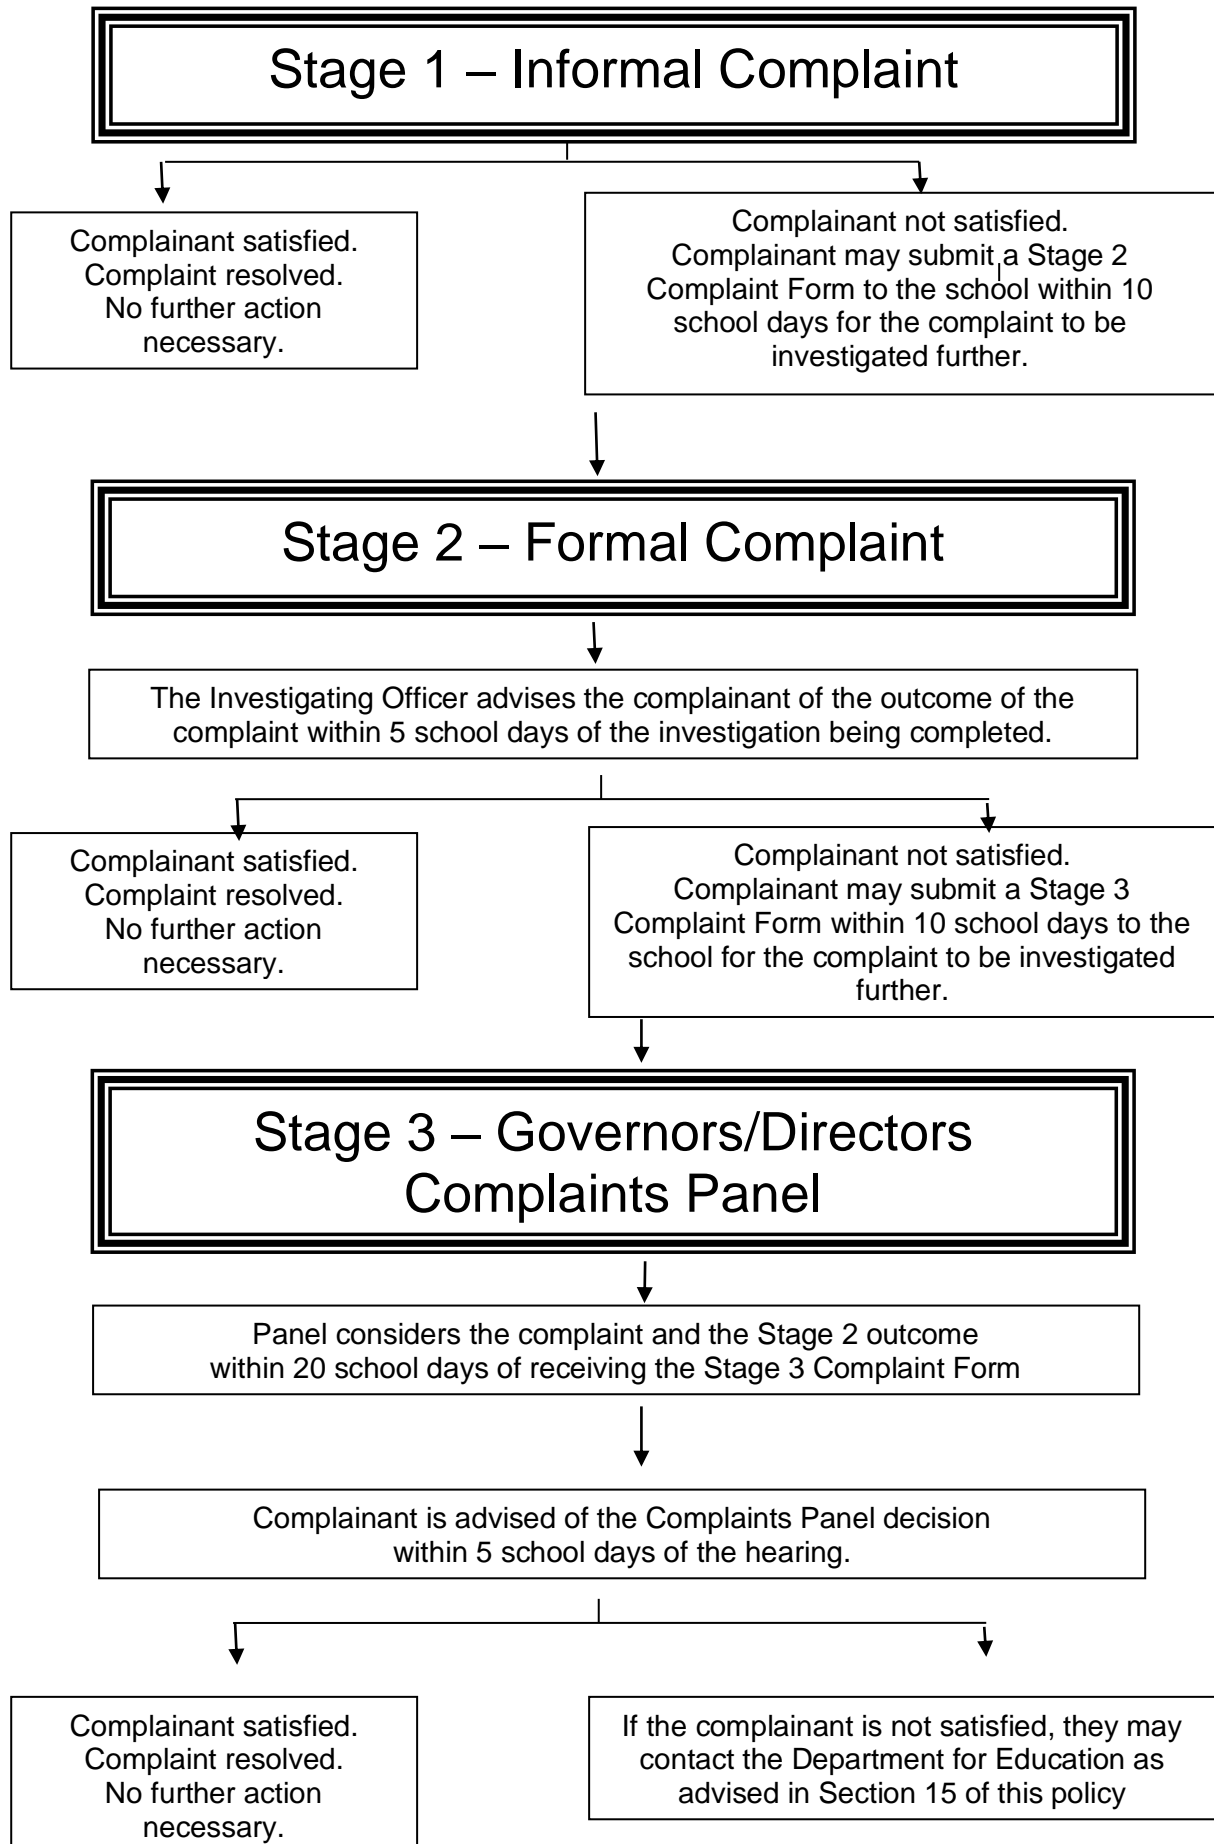 Stage 1 – Informal Complaint
Complainant satisfied.
Complaint resolved.
No further action
necessary.
Complainant not satisfied.
Complainant may submit a Stage 2
Complaint Form to the school within 10
school days for the complaint to be
investigated further.
Stage 2 – Formal Complaint
The Investigating Officer advises the complainant of the outcome of the
complaint within 5 school days of the investigation being completed.
Complainant satisfied.
Complaint resolved.
No further action
necessary.
Complainant not satisfied.
Complainant may submit a Stage 3
Complaint Form within 10 school days to the
school for the complaint to be investigated
further.
Stage 3 – Governors/Directors
Complaints Panel
Panel considers the complaint and the Stage 2 outcome
within 20 school days of receiving the Stage 3 Complaint Form
Complainant is advised of the Complaints Panel decision
within 5 school days of the hearing.
Complainant satisfied.
Complaint resolved.
No further action
necessary.
If the complainant is not satisfied, they may
contact the Department for Education as
advised in Section 15 of this policy